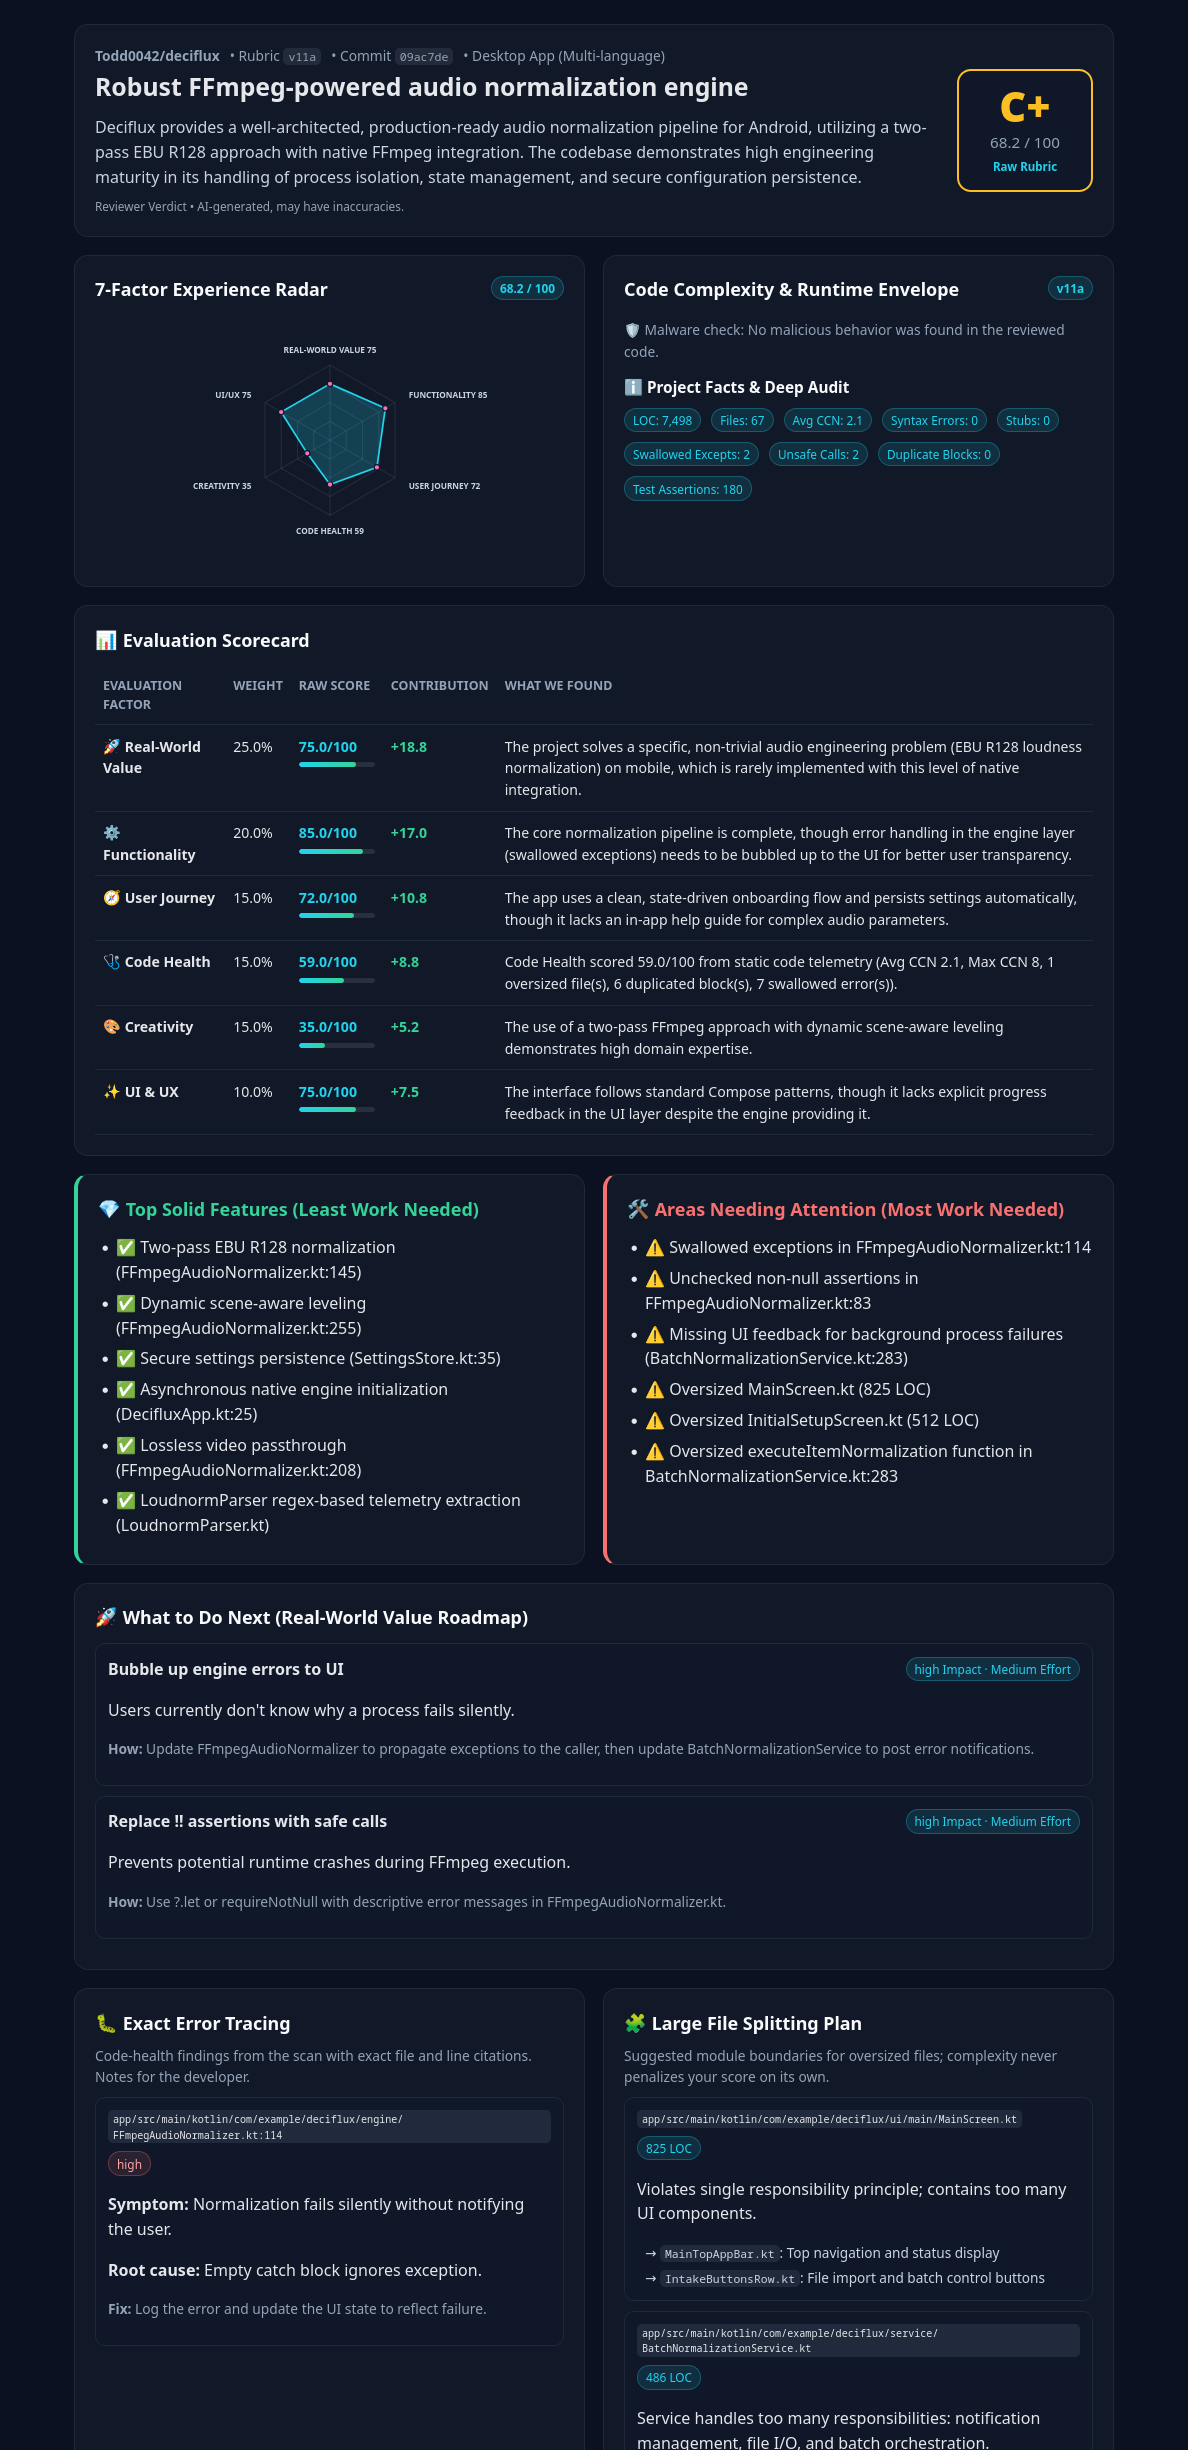 Todd0042/deciflux • Rubric v11a • Commit 09ac7de • Desktop App (Multi-language)
Robust FFmpeg-powered audio normalization engine
Deciflux provides a well-architected, production-ready audio normalization pipeline for Android, utilizing a two-
pass EBU R128 approach with native FFmpeg integration. The codebase demonstrates high engineering
maturity in its handling of process isolation, state management, and secure configuration persistence.
Reviewer Verdict • AI-generated, may have inaccuracies.
C+
68.2 / 100
Raw Rubric
7-Factor Experience Radar
68.2 / 100
REAL-WORLD VALUE 75
UI/UX 75
FUNCTIONALITY 85
CREATIVITY 35
USER JOURNEY 72
CODE HEALTH 59
Code Complexity & Runtime Envelope
v11a
🛡️ Malware check: No malicious behavior was found in the reviewed
code.
ℹ️ Project Facts & Deep Audit
LOC: 7,498
Files: 67
Avg CCN: 2.1
Syntax Errors: 0
Stubs: 0
Swallowed Excepts: 2
Unsafe Calls: 2
Duplicate Blocks: 0
Test Assertions: 180
📊 Evaluation Scorecard
EVALUATION
FACTOR
WEIGHT
RAW SCORE
CONTRIBUTION
WHAT WE FOUND
🚀 Real-World
Value
25.0%
75.0/100
+18.8
The project solves a specific, non-trivial audio engineering problem (EBU R128 loudness
normalization) on mobile, which is rarely implemented with this level of native
integration.
⚙️
Functionality
20.0%
85.0/100
+17.0
The core normalization pipeline is complete, though error handling in the engine layer
(swallowed exceptions) needs to be bubbled up to the UI for better user transparency.
🧭 User Journey
15.0%
72.0/100
+10.8
The app uses a clean, state-driven onboarding flow and persists settings automatically,
though it lacks an in-app help guide for complex audio parameters.
🩺 Code Health
15.0%
59.0/100
+8.8
Code Health scored 59.0/100 from static code telemetry (Avg CCN 2.1, Max CCN 8, 1
oversized file(s), 6 duplicated block(s), 7 swallowed error(s)).
🎨 Creativity
15.0%
35.0/100
+5.2
The use of a two-pass FFmpeg approach with dynamic scene-aware leveling
demonstrates high domain expertise.
✨ UI & UX
10.0%
75.0/100
+7.5
The interface follows standard Compose patterns, though it lacks explicit progress
feedback in the UI layer despite the engine providing it.
💎 Top Solid Features (Least Work Needed)
• ✅ Two-pass EBU R128 normalization
(FFmpegAudioNormalizer.kt:145)
• ✅ Dynamic scene-aware leveling
(FFmpegAudioNormalizer.kt:255)
• ✅ Secure settings persistence (SettingsStore.kt:35)
• ✅ Asynchronous native engine initialization
(DecifluxApp.kt:25)
• ✅ Lossless video passthrough
(FFmpegAudioNormalizer.kt:208)
• ✅ LoudnormParser regex-based telemetry extraction
(LoudnormParser.kt)
🛠️ Areas Needing Attention (Most Work Needed)
• ⚠️ Swallowed exceptions in FFmpegAudioNormalizer.kt:114
• ⚠️ Unchecked non-null assertions in
FFmpegAudioNormalizer.kt:83
• ⚠️ Missing UI feedback for background process failures
(BatchNormalizationService.kt:283)
• ⚠️ Oversized MainScreen.kt (825 LOC)
• ⚠️ Oversized InitialSetupScreen.kt (512 LOC)
• ⚠️ Oversized executeItemNormalization function in
BatchNormalizationService.kt:283
🚀 What to Do Next (Real-World Value Roadmap)
Bubble up engine errors to UI
high Impact · Medium Effort
Users currently don't know why a process fails silently.
How: Update FFmpegAudioNormalizer to propagate exceptions to the caller, then update BatchNormalizationService to post error notifications.
Replace !! assertions with safe calls
high Impact · Medium Effort
Prevents potential runtime crashes during FFmpeg execution.
How: Use ?.let or requireNotNull with descriptive error messages in FFmpegAudioNormalizer.kt.
🐛 Exact Error Tracing
Code-health findings from the scan with exact file and line citations.
Notes for the developer.
app/src/main/kotlin/com/example/deciflux/engine/
FFmpegAudioNormalizer.kt:114
high
Symptom: Normalization fails silently without notifying
the user.
Root cause: Empty catch block ignores exception.
Fix: Log the error and update the UI state to reflect failure.
🧩 Large File Splitting Plan
Suggested module boundaries for oversized files; complexity never
penalizes your score on its own.
app/src/main/kotlin/com/example/deciflux/ui/main/MainScreen.kt
825 LOC
Violates single responsibility principle; contains too many
UI components.
→ MainTopAppBar.kt: Top navigation and status display
→ IntakeButtonsRow.kt: File import and batch control buttons
app/src/main/kotlin/com/example/deciflux/service/
BatchNormalizationService.kt
486 LOC
Service handles too many responsibilities: notification
management, file I/O, and batch orchestration.